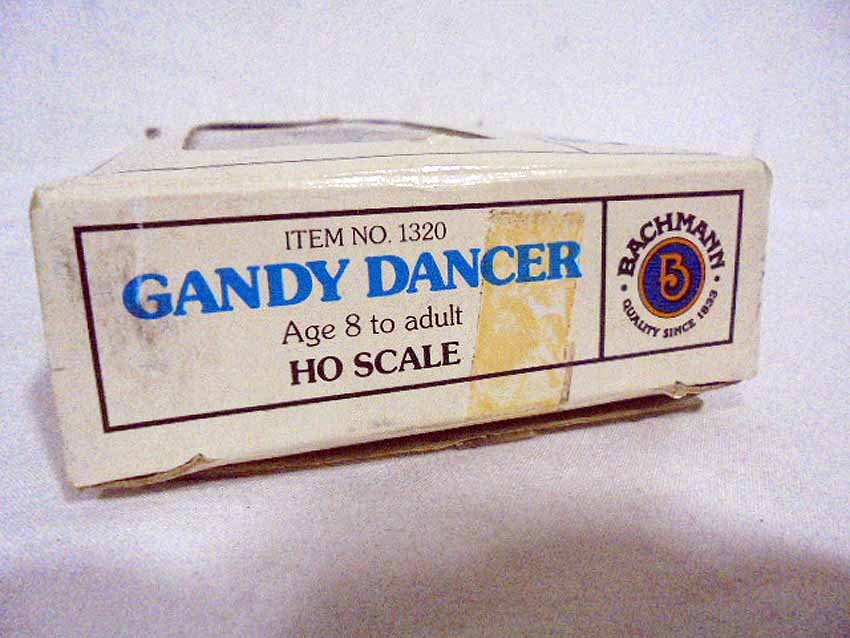 ITEM NO. 1320
GANDY DANCER
Age 8 to adult
HO SCALE
BACHMANN
B
QUALITY SINCE 1833